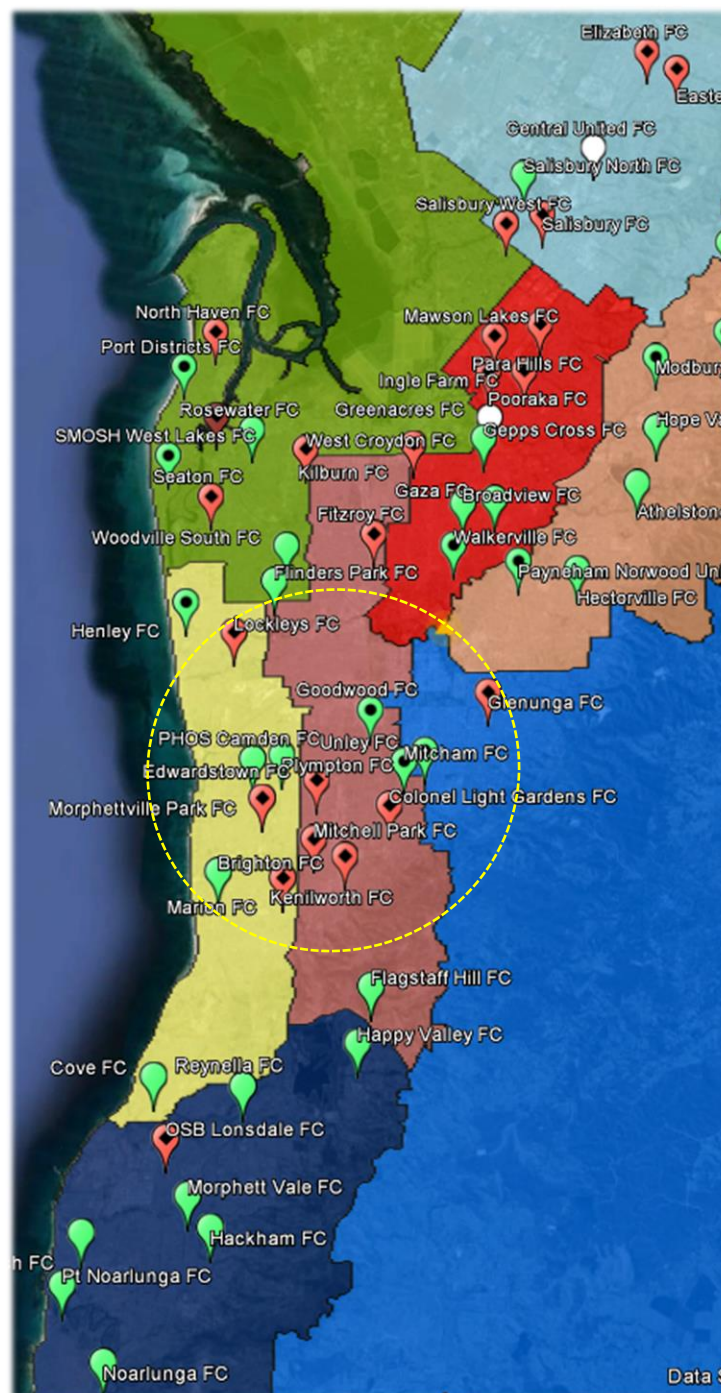 Elizabeth FC
Easte
Central United FC
Salisbury North FC
Salisbury West FC
Salisbury FC
North Haven FC
Mawson Lakes FC
Port Districts FC
Para Hills FC
Modbury
Ingle Farm FC
Pooraka FC
Rosewater FC
Greenacres FC
Hope Va
SMOSH West Lakes FC
West Croydon FC
Gepps Cross FC
Kilburn FC
Seaton FC
Gaza FC
Broadview FC
Athelston
Fitzroy FC
Woodville South FC
Walkerville FC
Flinders Park FC
Payneham Norwood Uni
Hectorville FC
Henley FC
Lockleys FC
Goodwood FC
Glenunga FC
PHOS Camden FC
Unley FC
Mitcham FC
Edwardstown FC
Plympton FC
Morphettville Park FC
Colonel Light Gardens FC
Mitchell Park FC
Brighton FC
Kenilworth FC
Marion FC
Flagstaff Hill FC
Happy Valley FC
Cove FC
Reynella FC
OSB Lonsdale FC
Morphett Vale FC
Hackham FC
h FC
Pt Noarlunga FC
Noarlunga FC
Data S